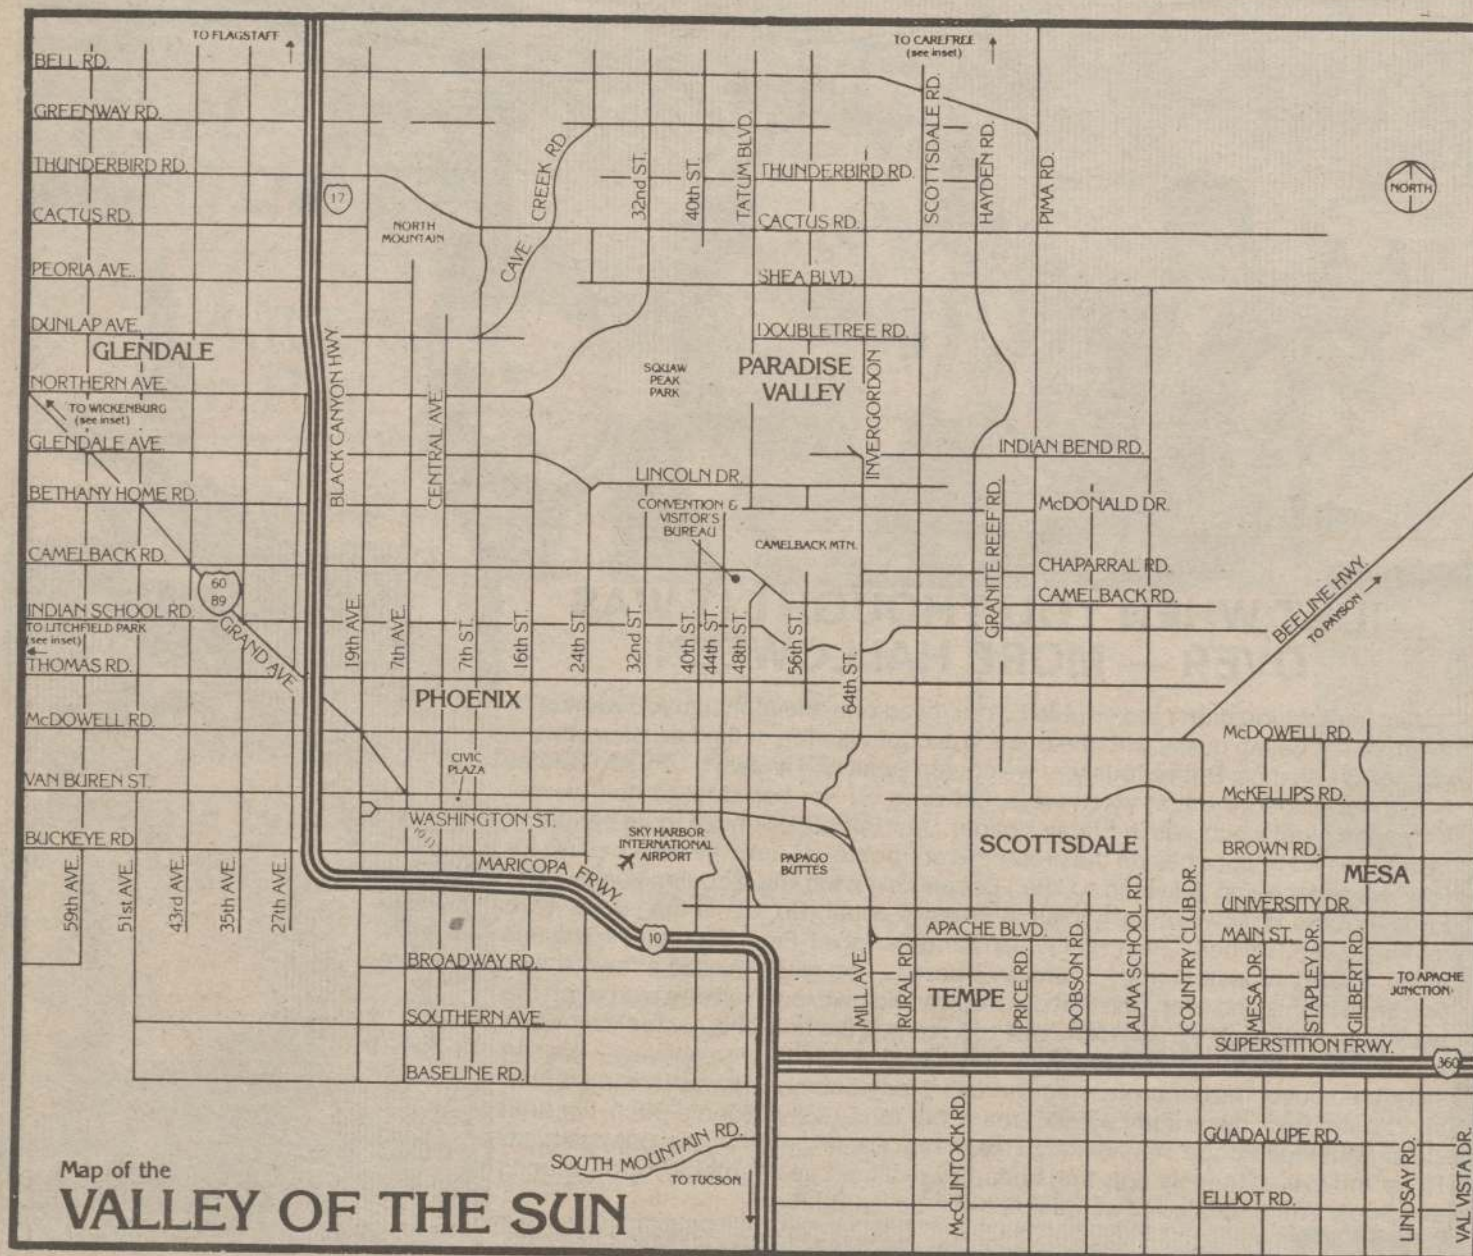 TO FLAGSTAFF
TO CAREFREE
(see inset)
BELL RD.
GREENWAY RD.
THUNDERBIRD RD.
CACTUS RD.
PEORIA AVE.
DUNLAP AVE.
GLENDALE
NORTHERN AVE.
TO WICKENBURG
(see inset)
GLENDALE AVE.
BETHANY HOME RD.
CAMELBACK RD.
60
89
INDIAN SCHOOL RD.
TO LITCHFIELD PARK
(see inset)
GRAND AVE.
THOMAS RD.
McDOWELL RD.
VAN BUREN ST.
BUCKEYE RD
59th AVE.
51st AVE.
43rd AVE.
35th AVE.
27th AVE.
17
BLACK CANYON HWY
NORTH
MOUNTAIN
CAVE CREEK RD
CENTRAL AVE.
32nd ST.
40th ST.
TATUM BLVD.
THUNDERBIRD RD.
CACTUS RD.
SHEA BLVD.
DOUBLETREE RD.
SCOTTSDALE RD.
HAYDEN RD.
PIMA RD.
NORTH
SQUAW
PEAK
PARK
PARADISE
VALLEY
INVERGORDON
INDIAN BEND RD.
LINCOLN DR.
CONVENTION &
VISITOR'S
BUREAU
CAMELBACK MTN.
GRANITE REEF RD.
McDONALD DR.
CHAPARRAL RD.
CAMELBACK RD.
BEELINE HWY.
TO PAYSON
19th AVE.
7th AVE.
7th ST.
16th ST.
24th ST.
32nd ST.
40th ST.
44th ST.
48th ST.
56th ST.
64th ST.
PHOENIX
CIVIC
PLAZA
WASHINGTON ST.
SKY HARBOR
INTERNATIONAL
AIRPORT
PAPAGO
BUTTES
MARICOPA FRWY.
10
McDOWELL RD.
McKELLIPS RD.
SCOTTSDALE
BROWN RD.
MESA
UNIVERSITY DR.
APACHE BLVD.
MAIN ST.
BROADWAY RD.
TEMPE
TO APACHE
JUNCTION
MILL AVE.
RURAL RD.
PRICE RD.
DOBSON RD.
ALMA SCHOOL RD.
COUNTRY CLUB DR.
MESA DR.
STAPLEY DR.
GILBERT RD.
SOUTHERN AVE.
SUPERSTITION FRWY.
360
BASELINE RD.
SOUTH MOUNTAIN RD.
TO TUCSON
McCLINTOCK RD.
GUADALUPE RD.
ELLIOT RD.
LINDSAY RD.
VAL VISTA DR.
Map of the
VALLEY OF THE SUN